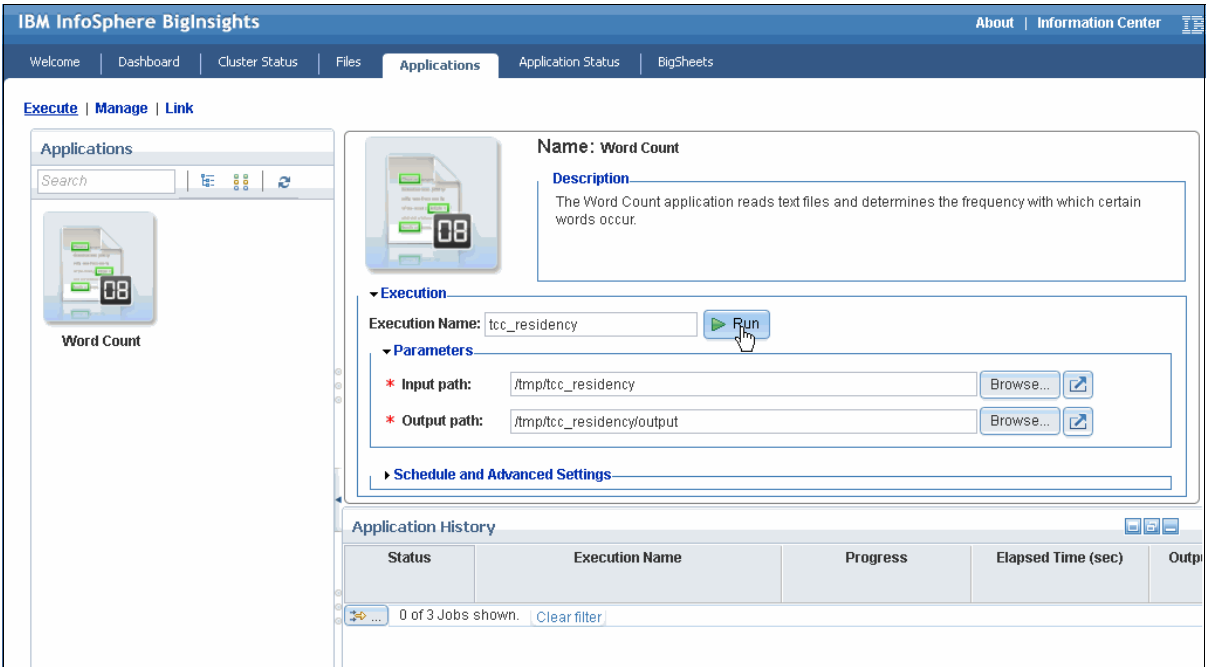 IBM InfoSphere BigInsights
About | Information Center
Welcome | Dashboard | Cluster Status | Files | Applications | Application Status | BigSheets
Execute | Manage | Link
Applications
Search
08
Word Count
08
Name: Word Count
Description
The Word Count application reads text files and determines the frequency with which certain
words occur.
Execution
Execution Name: tcc_residency Run
Parameters
* Input path: /tmp/tcc_residency Browse...
* Output path: /tmp/tcc_residency/output Browse...
Schedule and Advanced Settings
Application History
Status Execution Name Progress Elapsed Time (sec) Outpu
... 0 of 3 Jobs shown. Clear filter